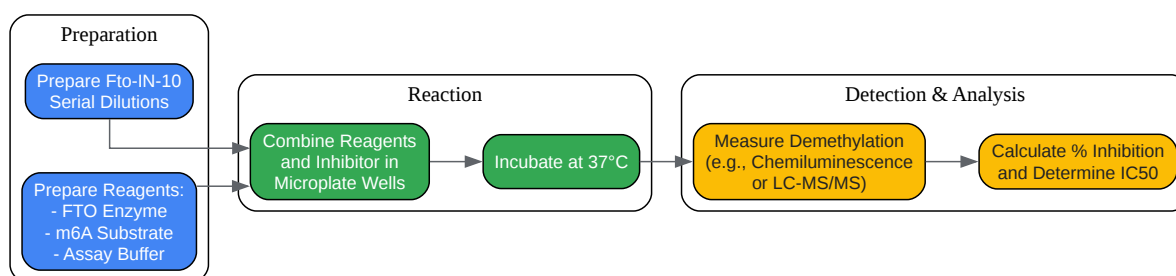 Preparation
Prepare Fto-IN-10
Serial Dilutions
Prepare Reagents:
- FTO Enzyme
- m6A Substrate
- Assay Buffer
Reaction
Combine Reagents
and Inhibitor in
Microplate Wells
Incubate at 37°C
Detection & Analysis
Measure Demethylation
(e.g., Chemiluminescence
or LC-MS/MS)
Calculate % Inhibition
and Determine IC50